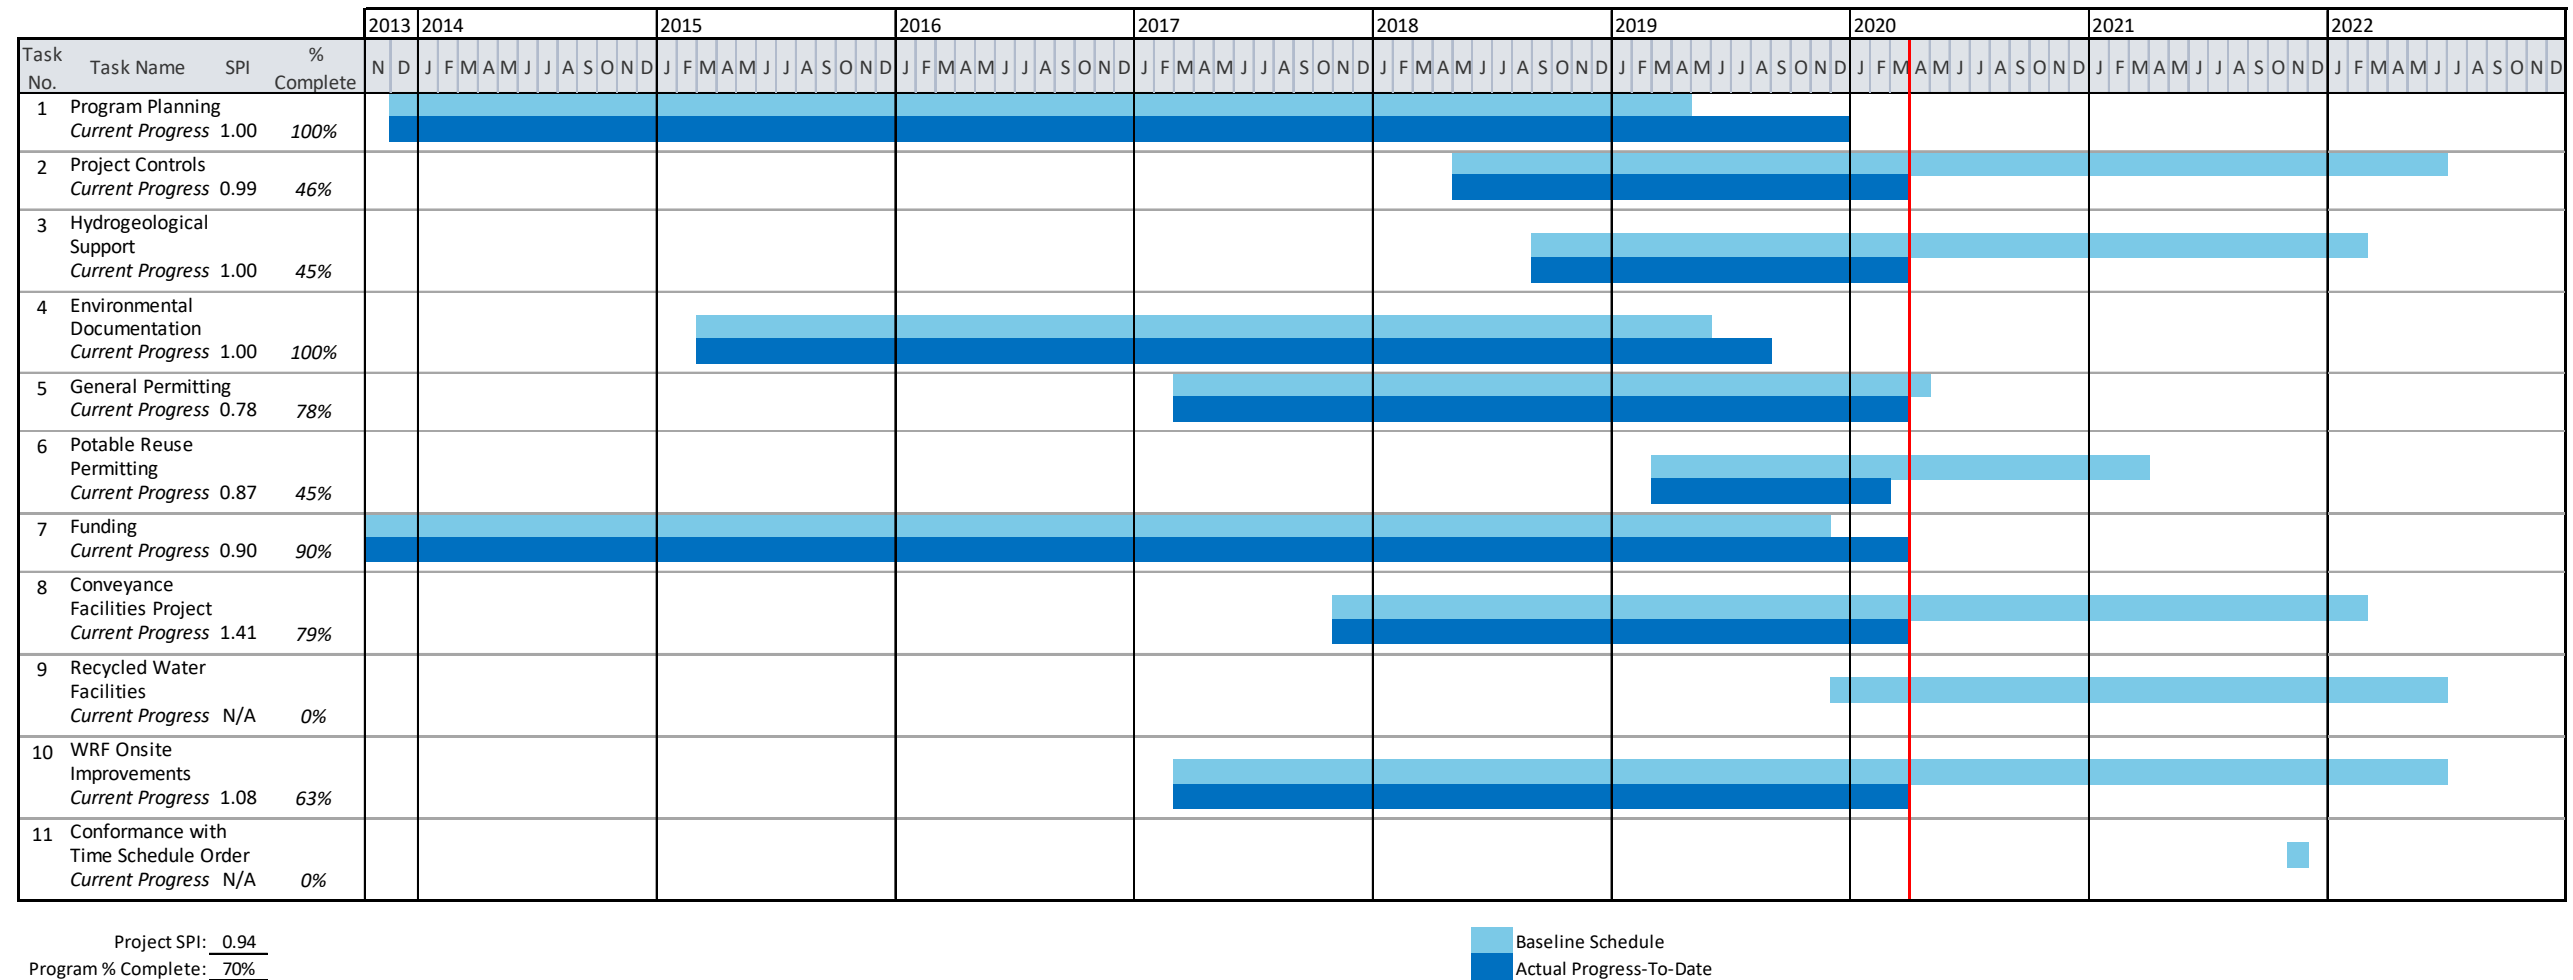 2013 2014 2015 2016 2017 2018 2019 2020 2021 2022
Task No. Task Name SPI % Complete N D J F M A M J J A S O N D J F M A M J J A S O N D J F M A M J J A S O N D J F M A M J J A S O N D J F M A M J J A S O N D J F M A M J J A S O N D J F M A M J J A S O N D J F M A M J J A S O N D J F M A M J J A S O N D
1 Program Planning
Current Progress 1.00 100%
2 Project Controls
Current Progress 0.99 46%
3 Hydrogeological
Support
Current Progress 1.00 45%
4 Environmental
Documentation
Current Progress 1.00 100%
5 General Permitting
Current Progress 0.78 78%
6 Potable Reuse
Permitting
Current Progress 0.87 45%
7 Funding
Current Progress 0.90 90%
8 Conveyance
Facilities Project
Current Progress 1.41 79%
9 Recycled Water
Facilities
Current Progress N/A 0%
10 WRF Onsite
Improvements
Current Progress 1.08 63%
11 Conformance with
Time Schedule Order
Current Progress N/A 0%
Project SPI: 0.94
Program % Complete: 70%
Baseline Schedule
Actual Progress-To-Date